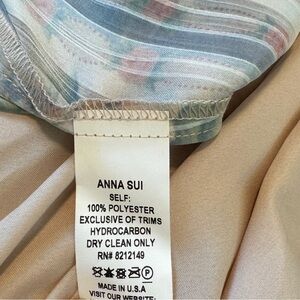 ANNA SUI
SELF:
100% POLYESTER
EXCLUSIVE OF TRIMS
HYDROCARBON
DRY CLEAN ONLY
RN# 8212149
P
MADE IN U.S.A
VISIT OUR WEBSITE: